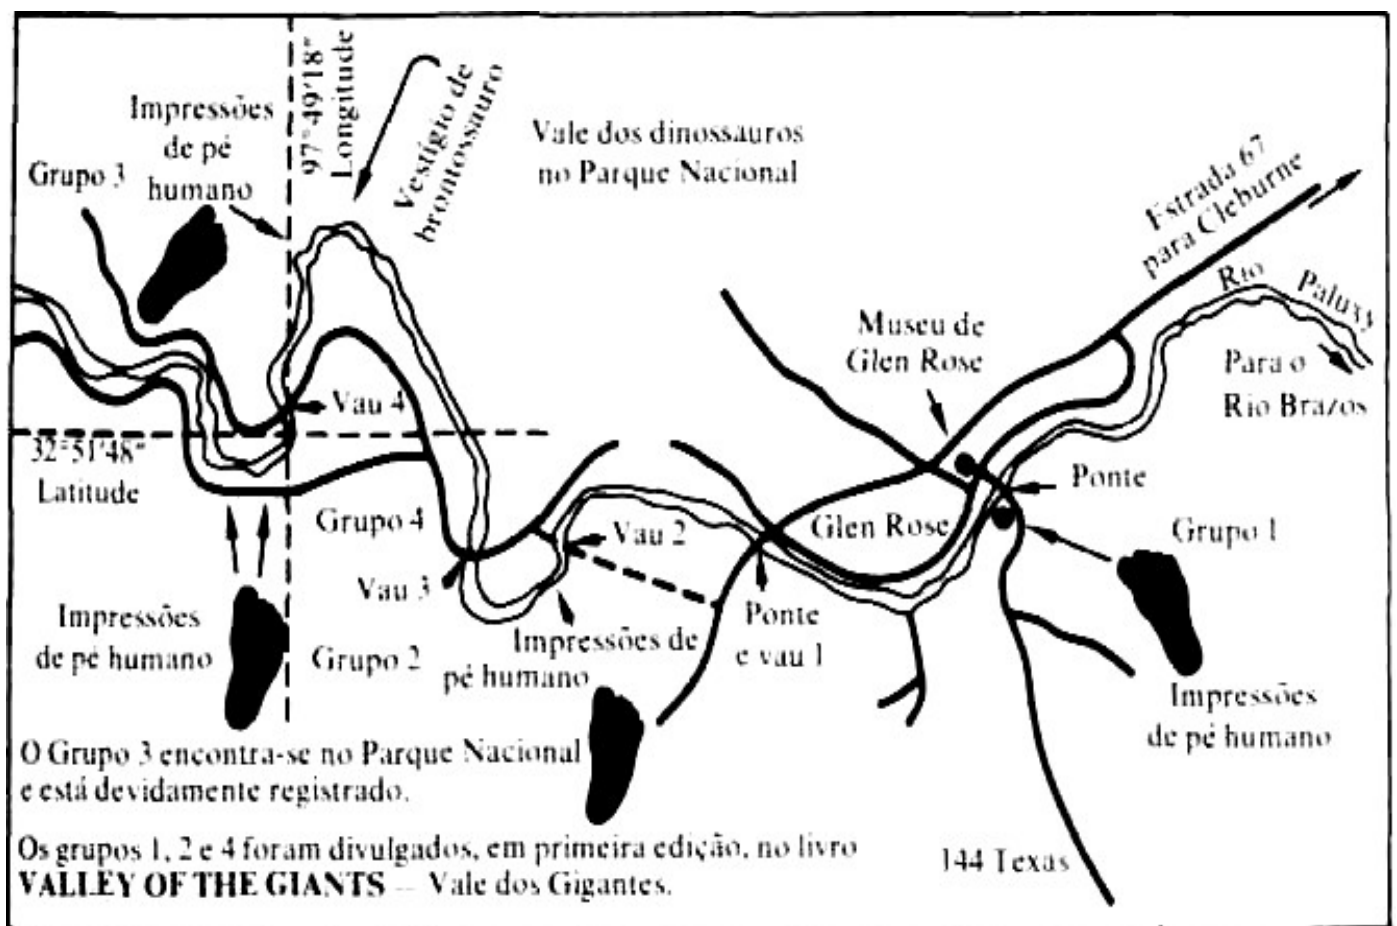 Impressões
de pé
humano
Grupo 3
97°49'18"
Longitude
Vestígio de
brontossauro
Vale dos dinossauros
no Parque Nacional
Estrada 67
para Cleburne
Rio Paluxy
Museu de
Glen Rose
Para o
Rio Brazos
Vau 4
32°51'48"
Latitude
Grupo 4
Vau 2
Vau 3
Glen Rose
Ponte
Grupo 1
Impressões
de pé humano
Grupo 2
Impressões de
pé humano
Ponte
e vau 1
Impressões
de pé humano
O Grupo 3 encontra-se no Parque Nacional
e está devidamente registrado.
Os grupos 1, 2 e 4 foram divulgados, em primeira edição, no livro
VALLEY OF THE GIANTS — Vale dos Gigantes.
144 Texas